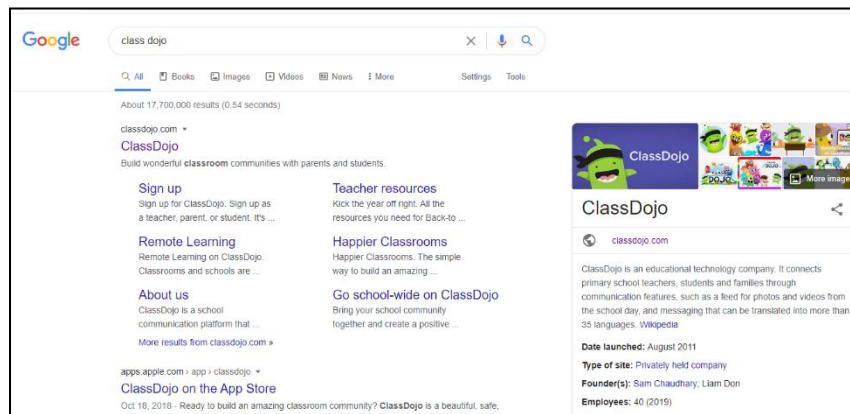 Google
class dojo
All Books Images Videos News More Settings Tools
About 17,700,000 results (0.54 seconds)
classdojo.com
ClassDojo
Build wonderful classroom communities with parents and students.
Sign up
Sign up for ClassDojo. Sign up as
a teacher, parent, or student. It's ...
Teacher resources
Kick the year off right. All the
resources you need for Back-to ...
Remote Learning
Remote Learning on ClassDojo.
Classrooms and schools are ...
Happier Classrooms
Happier Classrooms. The simple
way to build an amazing ...
About us
ClassDojo is a school
communication platform that ...
Go school-wide on ClassDojo
Bring your school community
together and create a positive ...
More results from classdojo.com »
apps.apple.com › app › classdojo
ClassDojo on the App Store
Oct 18, 2018 - Ready to build an amazing classroom community? ClassDojo is a beautiful, safe,
ClassDojo
DOJO
More image
ClassDojo
classdojo.com
ClassDojo is an educational technology company. It connects
primary school teachers, students and families through
communication features, such as a feed for photos and videos from
the school day, and messaging that can be translated into more than
35 languages. Wikipedia
Date launched: August 2011
Type of site: Privately held company
Founder(s): Sam Chaudhary, Liam Don
Employees: 40 (2019)